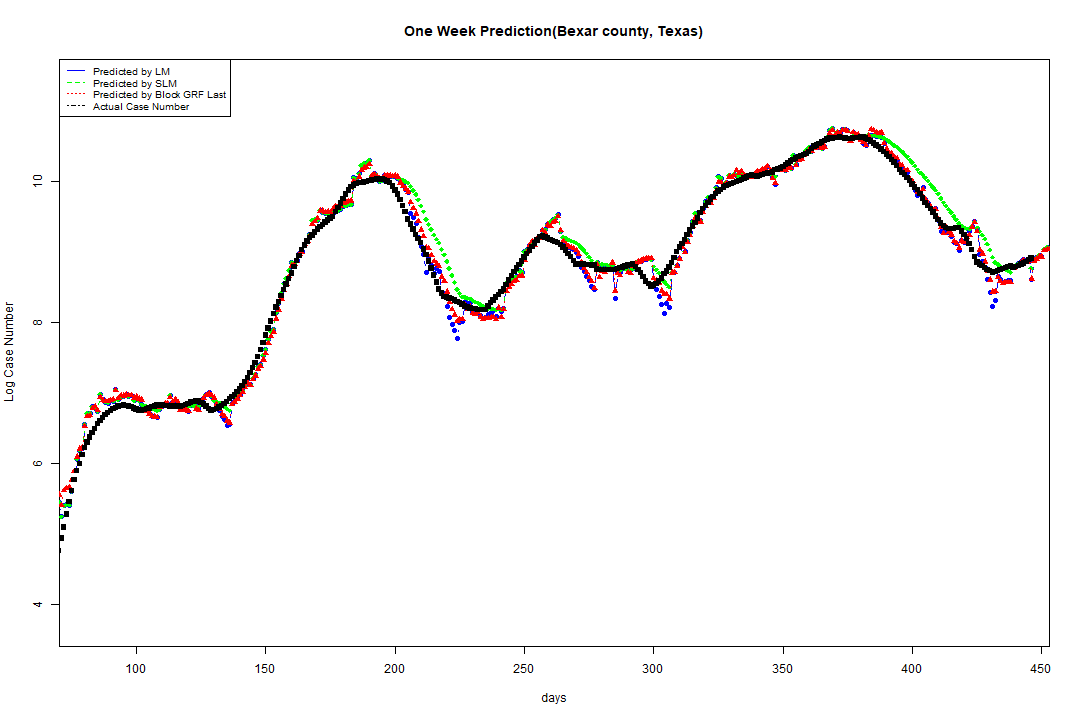 One Week Prediction(Bexar county, Texas)
Predicted by LM
Predicted by SLM
Predicted by Block GRF Last
Actual Case Number
Log Case Number
10
8
6
4
100 150 200 250 300 350 400 450
days